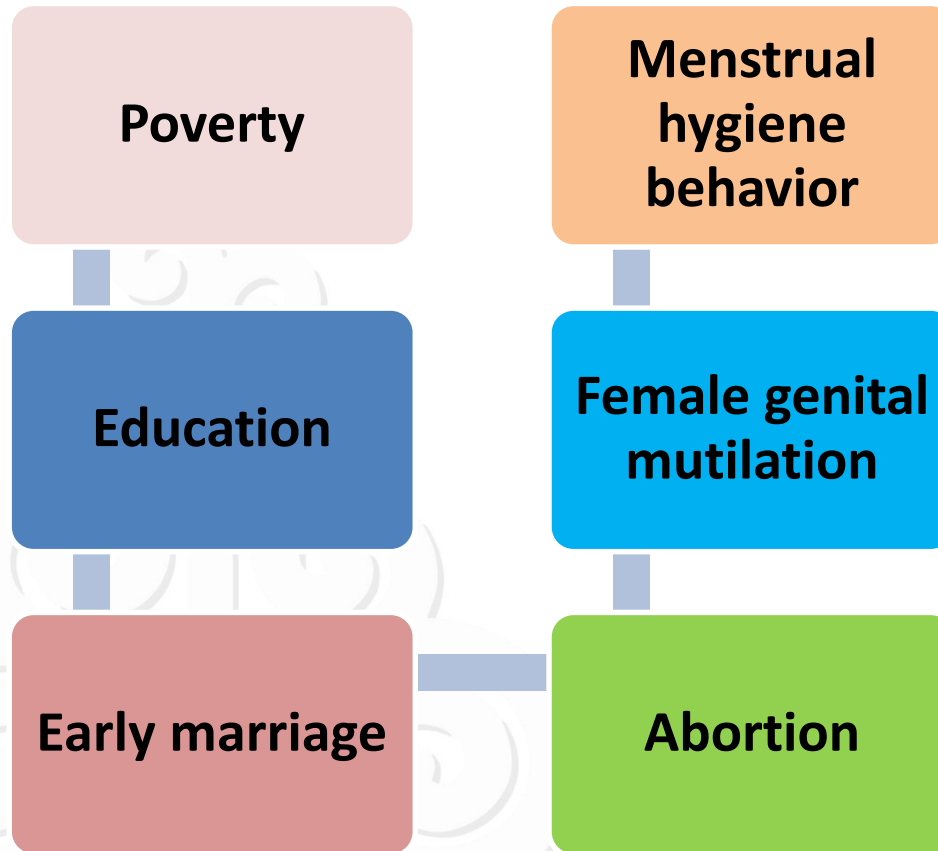 Poverty
Education
Early marriage
Menstrual
hygiene
behavior
Female genital
mutilation
Abortion